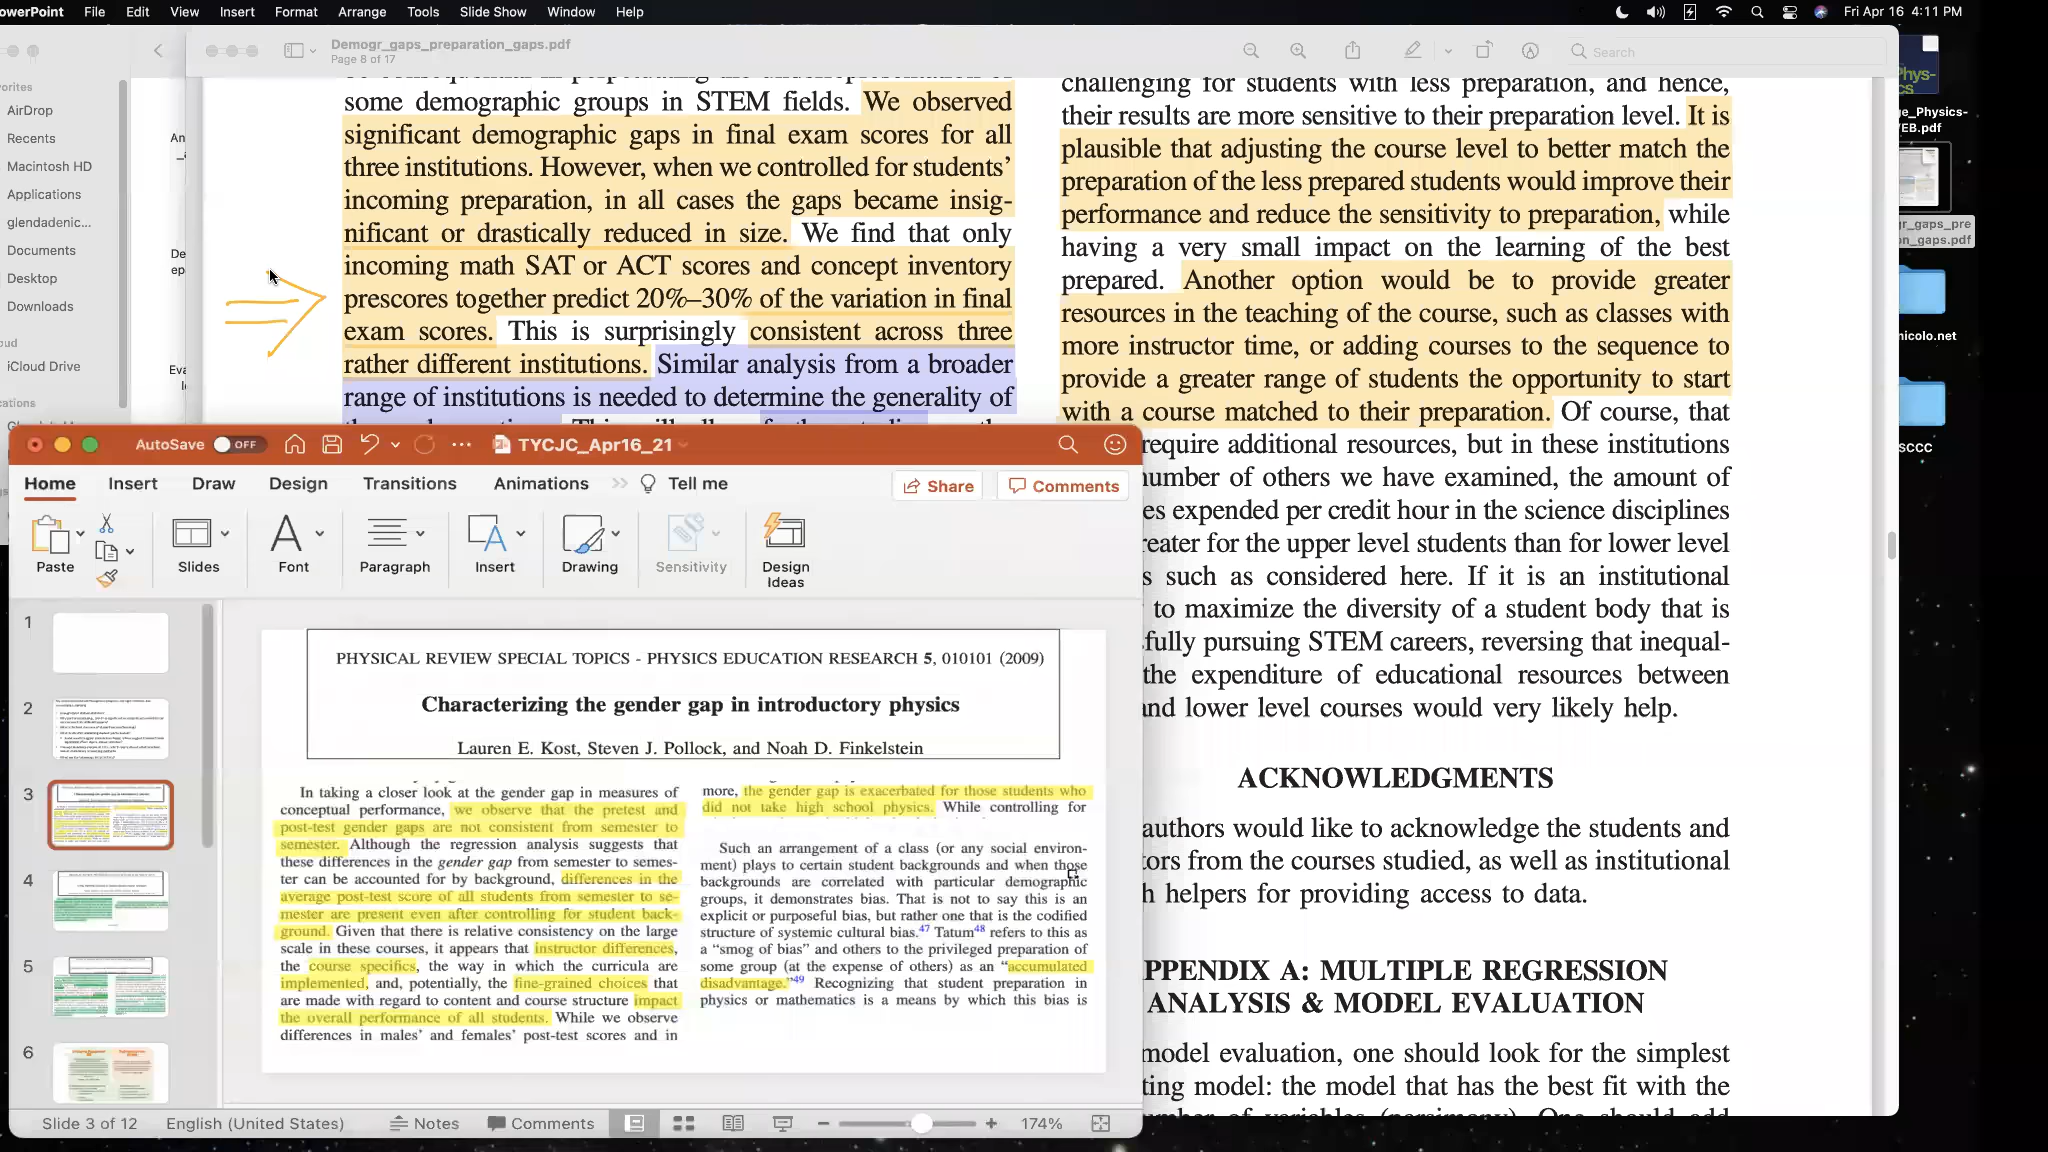 owerPoint File Edit View Insert Format Arrange Tools Slide Show Window Help
Fri Apr 16 4:11 PM
Demogr_gaps_preparation_gaps.pdf
Page 8 of 17
Search
AirDrop
Recents
Macintosh HD
Applications
glendadenic...
Documents
Desktop
Downloads
iCloud Drive
some demographic groups in STEM fields. We observed
significant demographic gaps in final exam scores for all
three institutions. However, when we controlled for students’
incoming preparation, in all cases the gaps became insig-
nificant or drastically reduced in size. We find that only
incoming math SAT or ACT scores and concept inventory
prescores together predict 20%–30% of the variation in final
exam scores. This is surprisingly consistent across three
rather different institutions. Similar analysis from a broader
range of institutions is needed to determine the generality of
challenging for students with less preparation, and hence,
their results are more sensitive to their preparation level. It is
plausible that adjusting the course level to better match the
preparation of the less prepared students would improve their
performance and reduce the sensitivity to preparation, while
having a very small impact on the learning of the best
prepared. Another option would be to provide greater
resources in the teaching of the course, such as classes with
more instructor time, or adding courses to the sequence to
provide a greater range of students the opportunity to start
with a course matched to their preparation. Of course, that
require additional resources, but in these institutions
umber of others we have examined, the amount of
es expended per credit hour in the science disciplines
reater for the upper level students than for lower level
s such as considered here. If it is an institutional
to maximize the diversity of a student body that is
fully pursuing STEM careers, reversing that inequal-
the expenditure of educational resources between
and lower level courses would very likely help.
ACKNOWLEDGMENTS
authors would like to acknowledge the students and
tors from the courses studied, as well as institutional
h helpers for providing access to data.
PPENDIX A: MULTIPLE REGRESSION
ANALYSIS & MODEL EVALUATION
model evaluation, one should look for the simplest
ting model: the model that has the best fit with the
Phys-
ge_Physics-
EB.pdf
gr_gaps_pre
on_gaps.pdf
nicolo.net
SCCC
AutoSave OFF
TYCJC_Apr16_21
Home Insert Draw Design Transitions Animations Tell me
Share Comments
Paste Slides Font Paragraph Insert Drawing Sensitivity Design
Ideas
1
2
3
4
5
6
PHYSICAL REVIEW SPECIAL TOPICS - PHYSICS EDUCATION RESEARCH 5, 010101 (2009)
Characterizing the gender gap in introductory physics
Lauren E. Kost, Steven J. Pollock, and Noah D. Finkelstein
In taking a closer look at the gender gap in measures of
conceptual performance, we observe that the pretest and
post-test gender gaps are not consistent from semester to
semester. Although the regression analysis suggests that
these differences in the gender gap from semester to semes-
ter can be accounted for by background, differences in the
average post-test score of all students from semester to se-
mester are present even after controlling for student back-
ground. Given that there is relative consistency on the large
scale in these courses, it appears that instructor differences,
the course specifics, the way in which the curricula are
implemented, and, potentially, the fine-grained choices that
are made with regard to content and course structure impact
the overall performance of all students. While we observe
differences in males’ and females’ post-test scores and in
more, the gender gap is exacerbated for those students who
did not take high school physics. While controlling for
Such an arrangement of a class (or any social environ-
ment) plays to certain student backgrounds and when those
backgrounds are correlated with particular demographic
groups, it demonstrates bias. That is not to say this is an
explicit or purposeful bias, but rather one that is the codified
structure of systemic cultural bias.47 Tatum48 refers to this as
a “smog of bias” and others to the privileged preparation of
some group (at the expense of others) as an “accumulated
disadvantage.”49 Recognizing that student preparation in
physics or mathematics is a means by which this bias is
Slide 3 of 12 English (United States) Notes Comments 174%